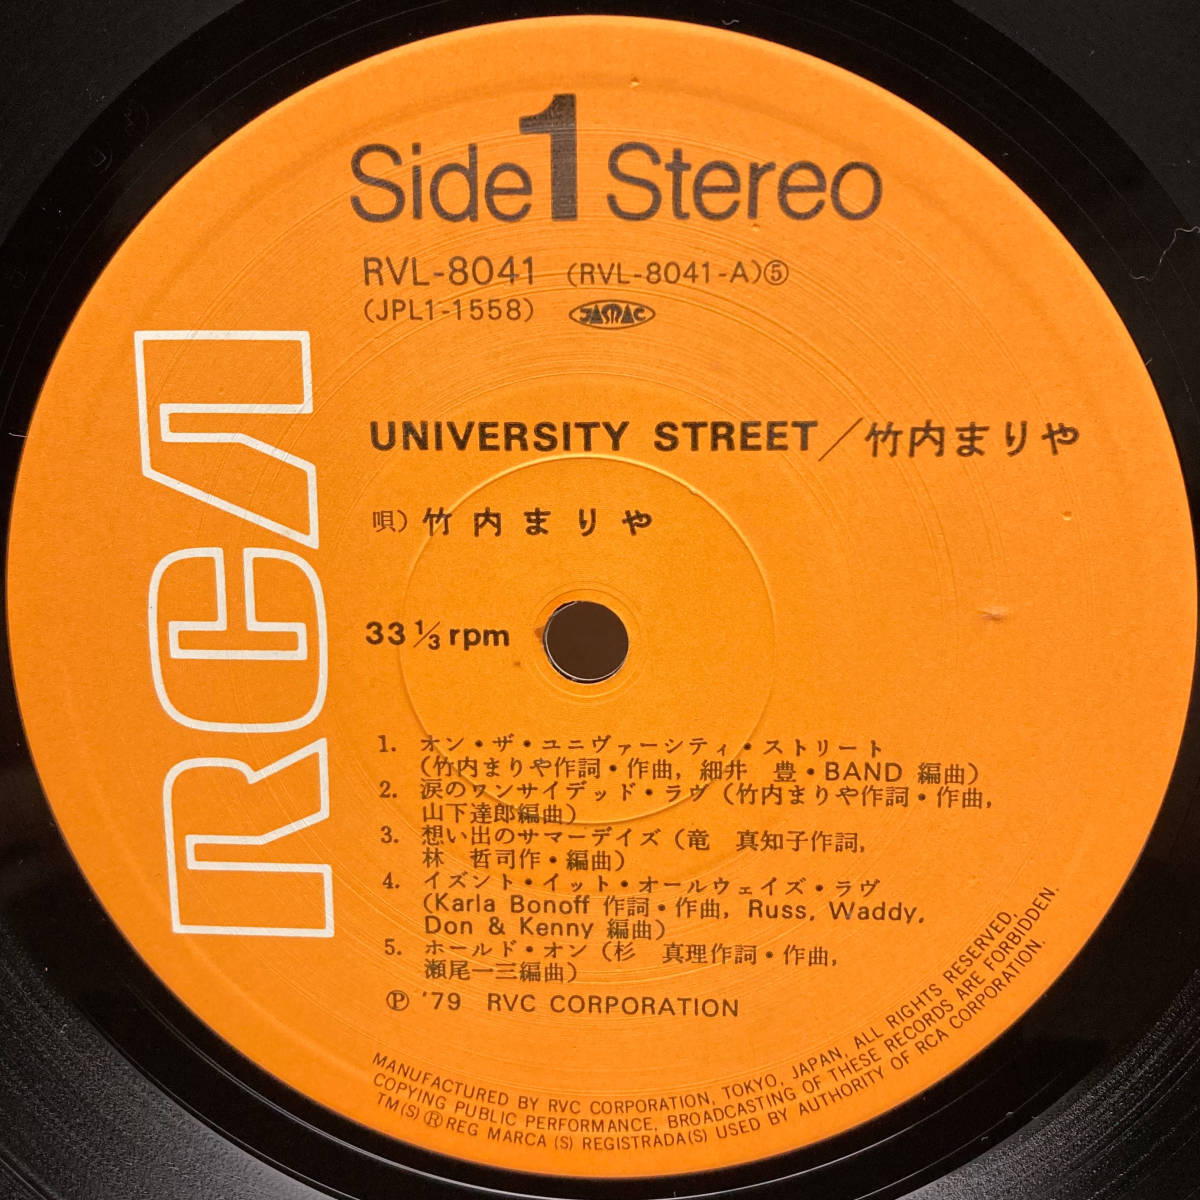 Side 1 Stereo
RVL-8041 (RVL-8041-A)⑤
(JPL1-1558) JASRAC
RCA
UNIVERSITY STREET/竹内まりや
唄) 竹内まりや
33 1/3 rpm
1. オン・ザ・ユニヴァーシティ・ストリート
(竹内まりや作詞・作曲, 細井 豊・BAND 編曲)
2. 涙のワンサイデッド・ラヴ (竹内まりや作詞・作曲,
山下達郎編曲)
3. 想い出のサマーデイズ (竜 真知子作詞,
林 哲司作・編曲)
4. イズント・イット・オールウェイズ・ラヴ
(Karla Bonoff 作詞・作曲, Russ, Waddy,
Don & Kenny 編曲)
5. ホールド・オン (杉 真理作詞・作曲,
瀬尾一三編曲)
Ⓟ '79 RVC CORPORATION
MANUFACTURED BY RVC CORPORATION, TOKYO, JAPAN, ALL RIGHTS RESERVED.
COPYING PUBLIC PERFORMANCE, BROADCASTING OF THESE RECORDS ARE FORBIDDEN.
TM(S) ® REG MARCA (S) REGISTRADA(S) USED BY AUTHORITY OF RCA CORPORATION.